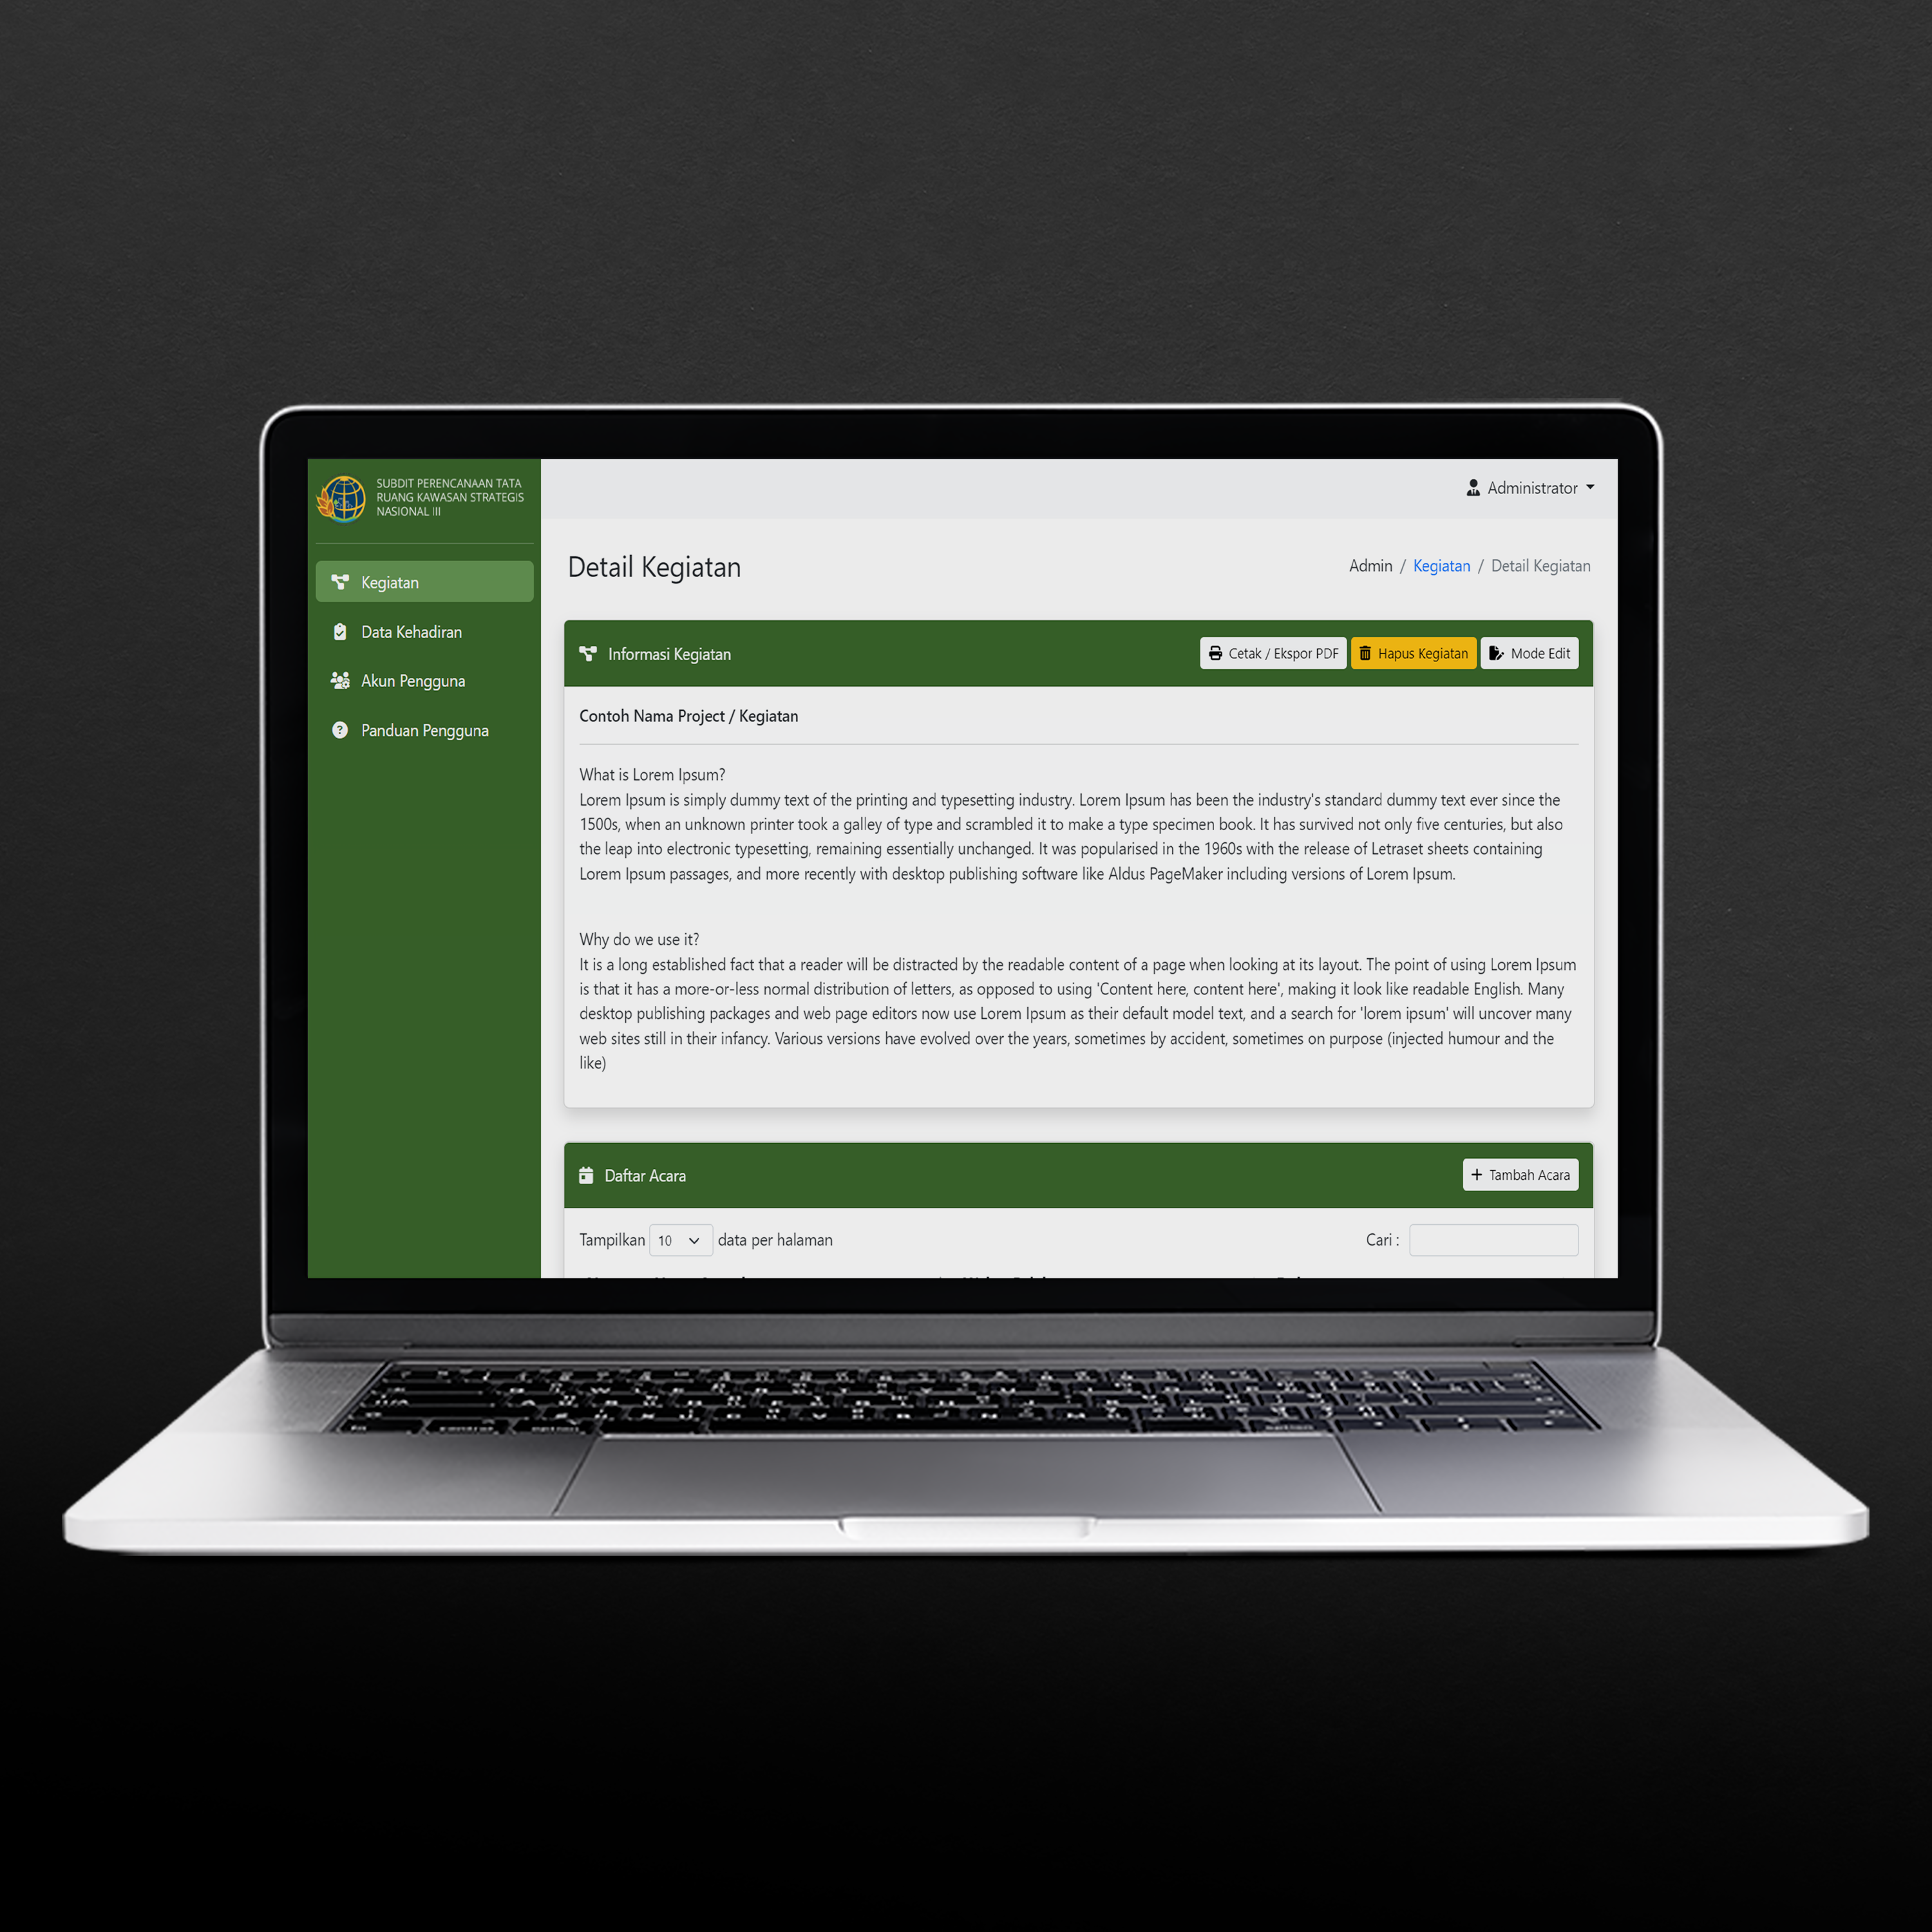 SUBDIT PERENCANAAN TATA
RUANG KAWASAN STRATEGIS
NASIONAL III
Administrator
Kegiatan
Data Kehadiran
Akun Pengguna
Panduan Pengguna
Detail Kegiatan
Admin / Kegiatan / Detail Kegiatan
Informasi Kegiatan
Cetak / Ekspor PDF
Hapus Kegiatan
Mode Edit
Contoh Nama Project / Kegiatan
What is Lorem Ipsum?
Lorem Ipsum is simply dummy text of the printing and typesetting industry. Lorem Ipsum has been the industry's standard dummy text ever since the
1500s, when an unknown printer took a galley of type and scrambled it to make a type specimen book. It has survived not only five centuries, but also
the leap into electronic typesetting, remaining essentially unchanged. It was popularised in the 1960s with the release of Letraset sheets containing
Lorem Ipsum passages, and more recently with desktop publishing software like Aldus PageMaker including versions of Lorem Ipsum.
Why do we use it?
It is a long established fact that a reader will be distracted by the readable content of a page when looking at its layout. The point of using Lorem Ipsum
is that it has a more-or-less normal distribution of letters, as opposed to using 'Content here, content here', making it look like readable English. Many
desktop publishing packages and web page editors now use Lorem Ipsum as their default model text, and a search for 'lorem ipsum' will uncover many
web sites still in their infancy. Various versions have evolved over the years, sometimes by accident, sometimes on purpose (injected humour and the
like)
Daftar Acara
+ Tambah Acara
Tampilkan 10 data per halaman
Cari :